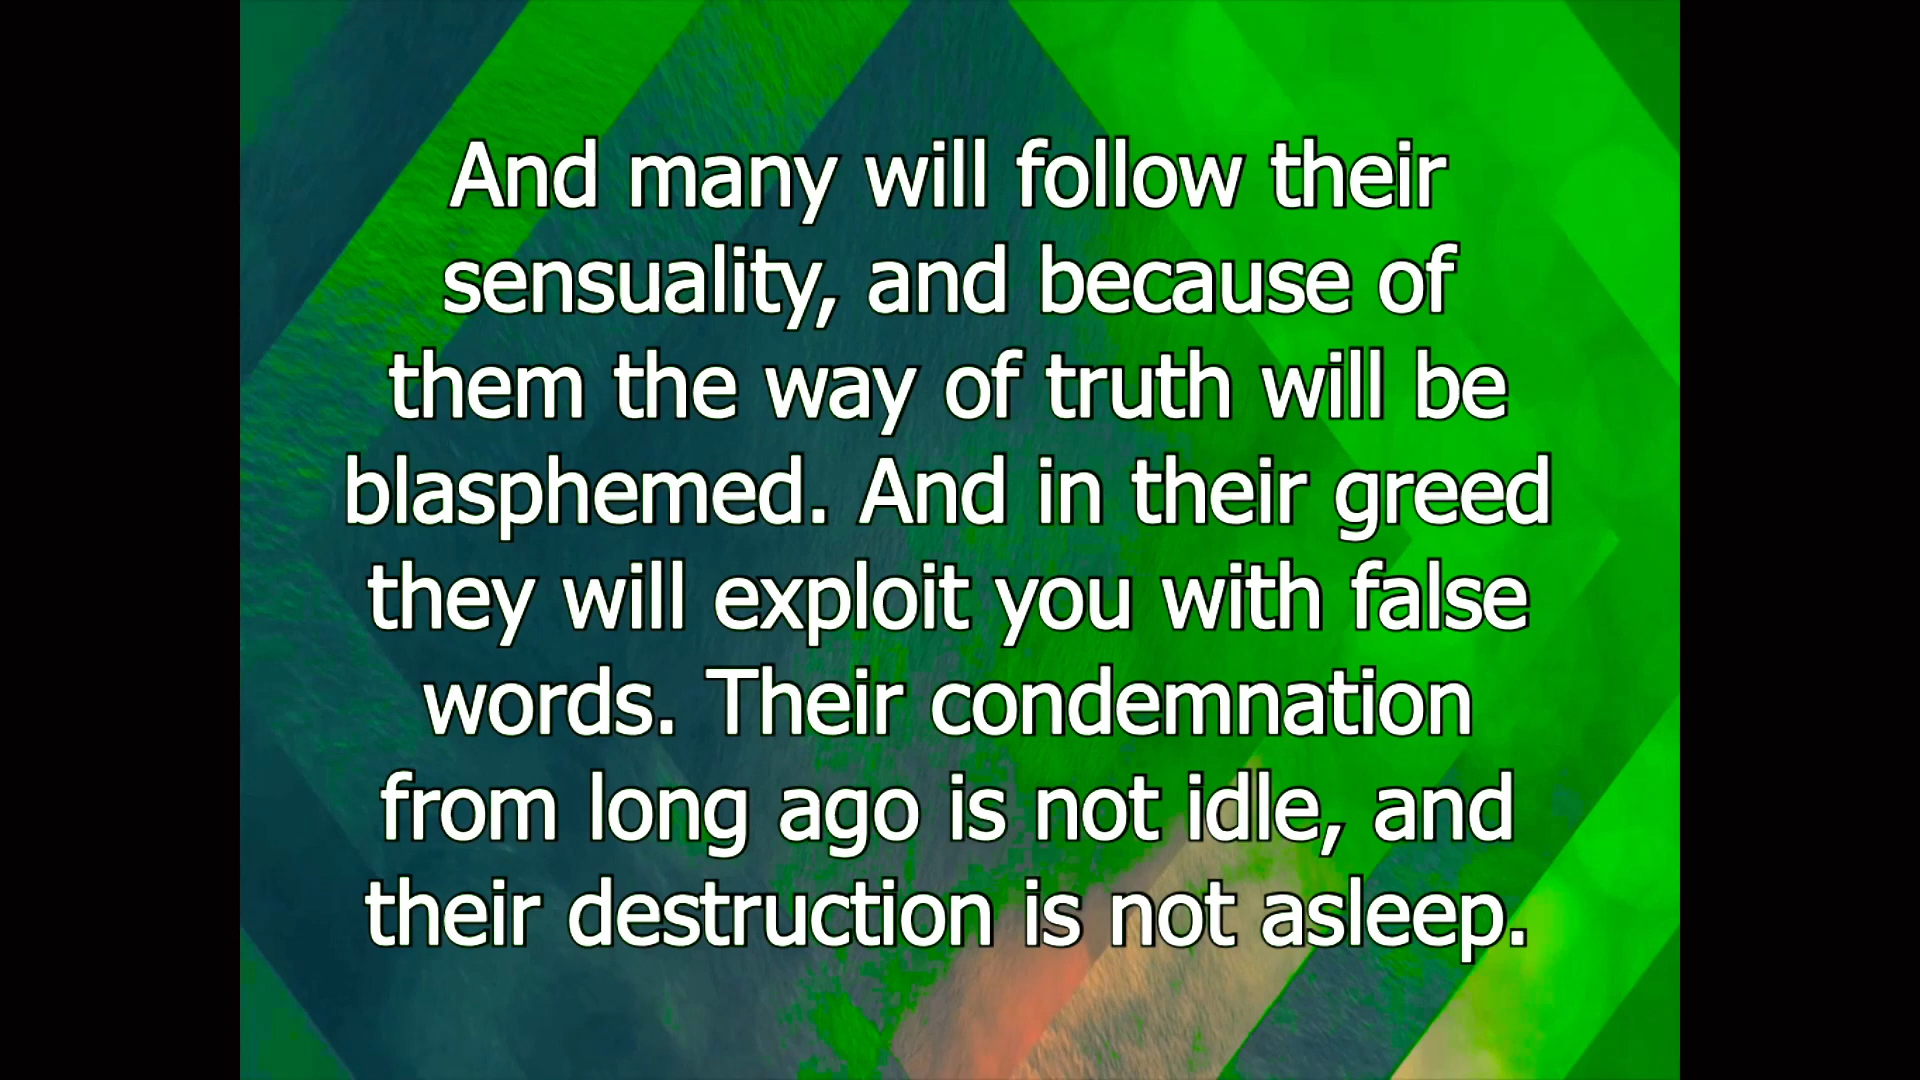 And many will follow their
sensuality, and because of
them the way of truth will be
blasphemed. And in their greed
they will exploit you with false
words. Their condemnation
from long ago is not idle, and
their destruction is not asleep.